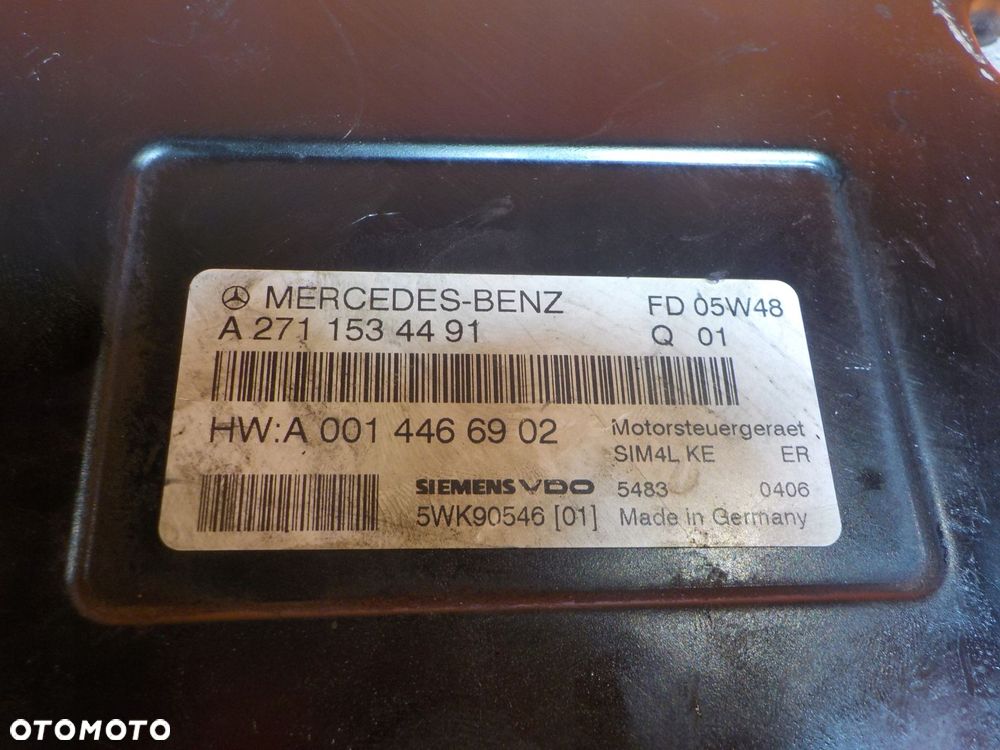 MERCEDES-BENZ FD 05W48
A 271 153 44 91 Q 01
HW:A 001 446 69 02 Motorsteuergeraet
SIM4L KE ER
SIEMENS VDO 5483 0406
5WK90546 [01] Made in Germany
OTOMOTO